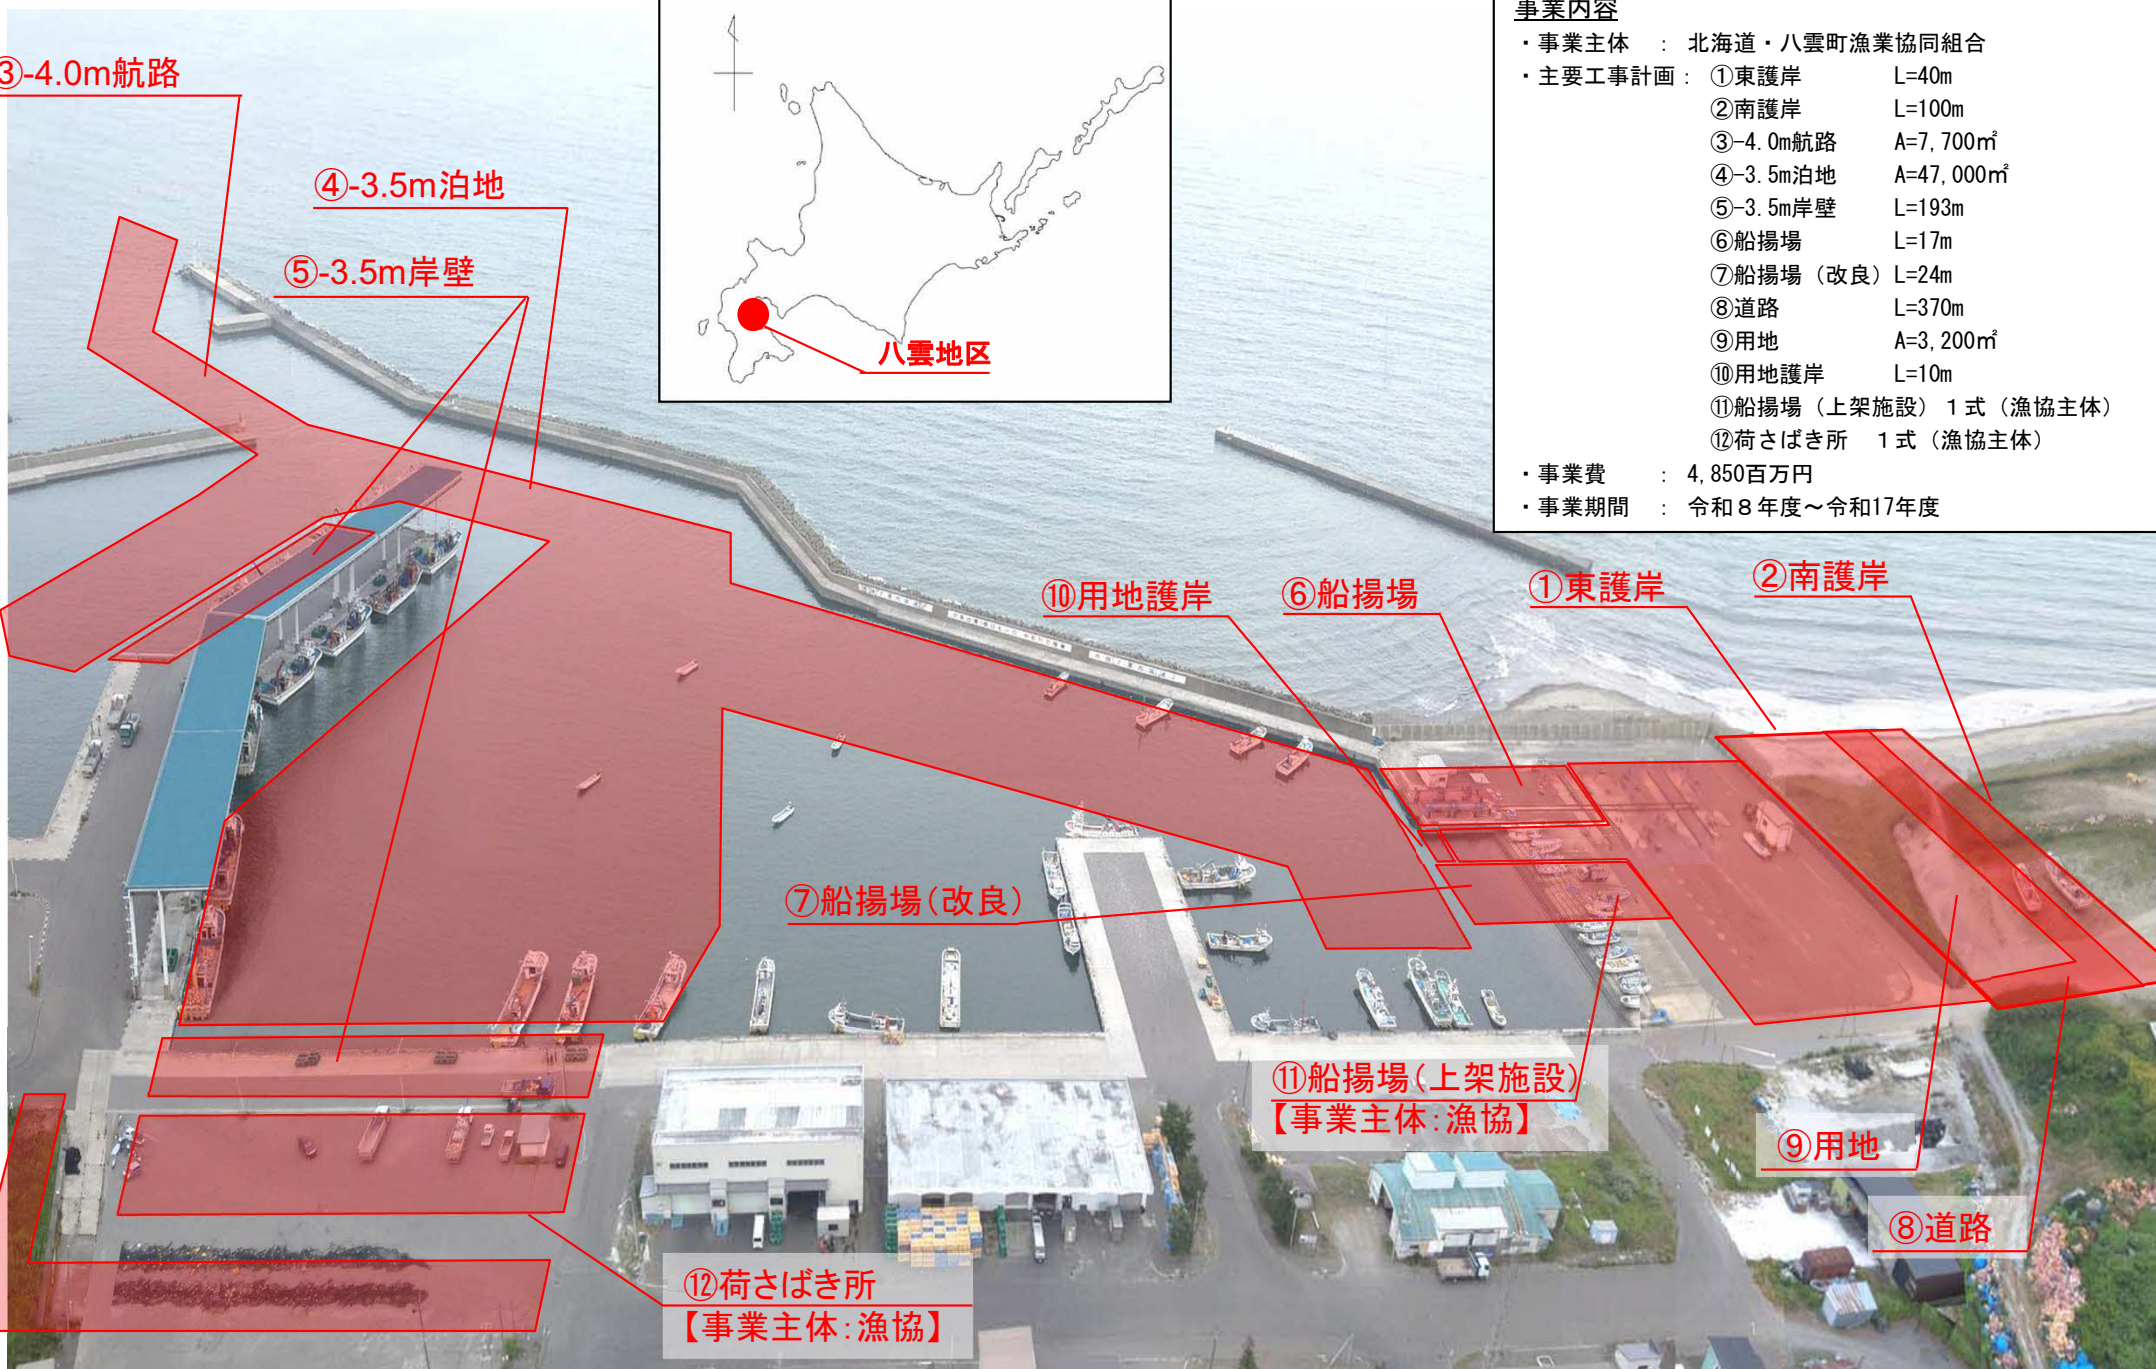 事業内容
・事業主体 ： 北海道・八雲町漁業協同組合
・主要工事計画： ①東護岸 L=40m
②南護岸 L=100m
③-4.0m航路 A=7,700㎡
④-3.5m泊地 A=47,000㎡
⑤-3.5m岸壁 L=193m
⑥船揚場 L=17m
⑦船揚場（改良） L=24m
⑧道路 L=370m
⑨用地 A=3,200㎡
⑩用地護岸 L=10m
⑪船揚場（上架施設） １式（漁協主体）
⑫荷さばき所 １式（漁協主体）
・事業費 ： 4,850百万円
・事業期間 ： 令和８年度～令和17年度
八雲地区
③-4.0m航路
④-3.5m泊地
⑤-3.5m岸壁
⑩用地護岸
⑥船揚場
①東護岸
②南護岸
⑦船揚場(改良)
⑪船揚場(上架施設)
【事業主体:漁協】
⑨用地
⑧道路
⑫荷さばき所
【事業主体:漁協】